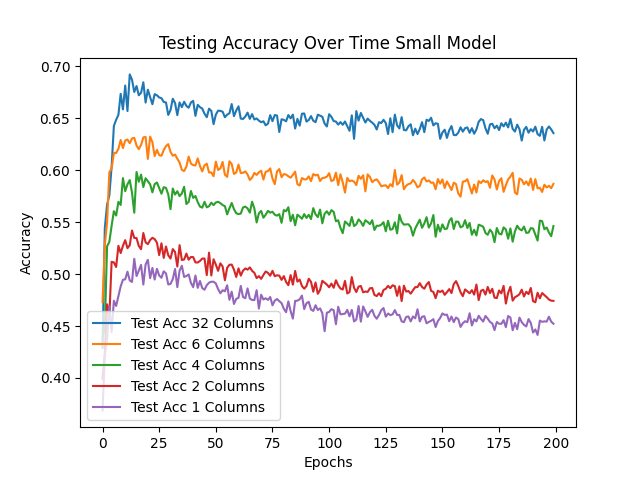 Testing Accuracy Over Time Small Model
0.70
0.65
0.60
0.55
0.50
0.45
0.40
Accuracy
Test Acc 32 Columns
Test Acc 6 Columns
Test Acc 4 Columns
Test Acc 2 Columns
Test Acc 1 Columns
0 25 50 75 100 125 150 175 200
Epochs